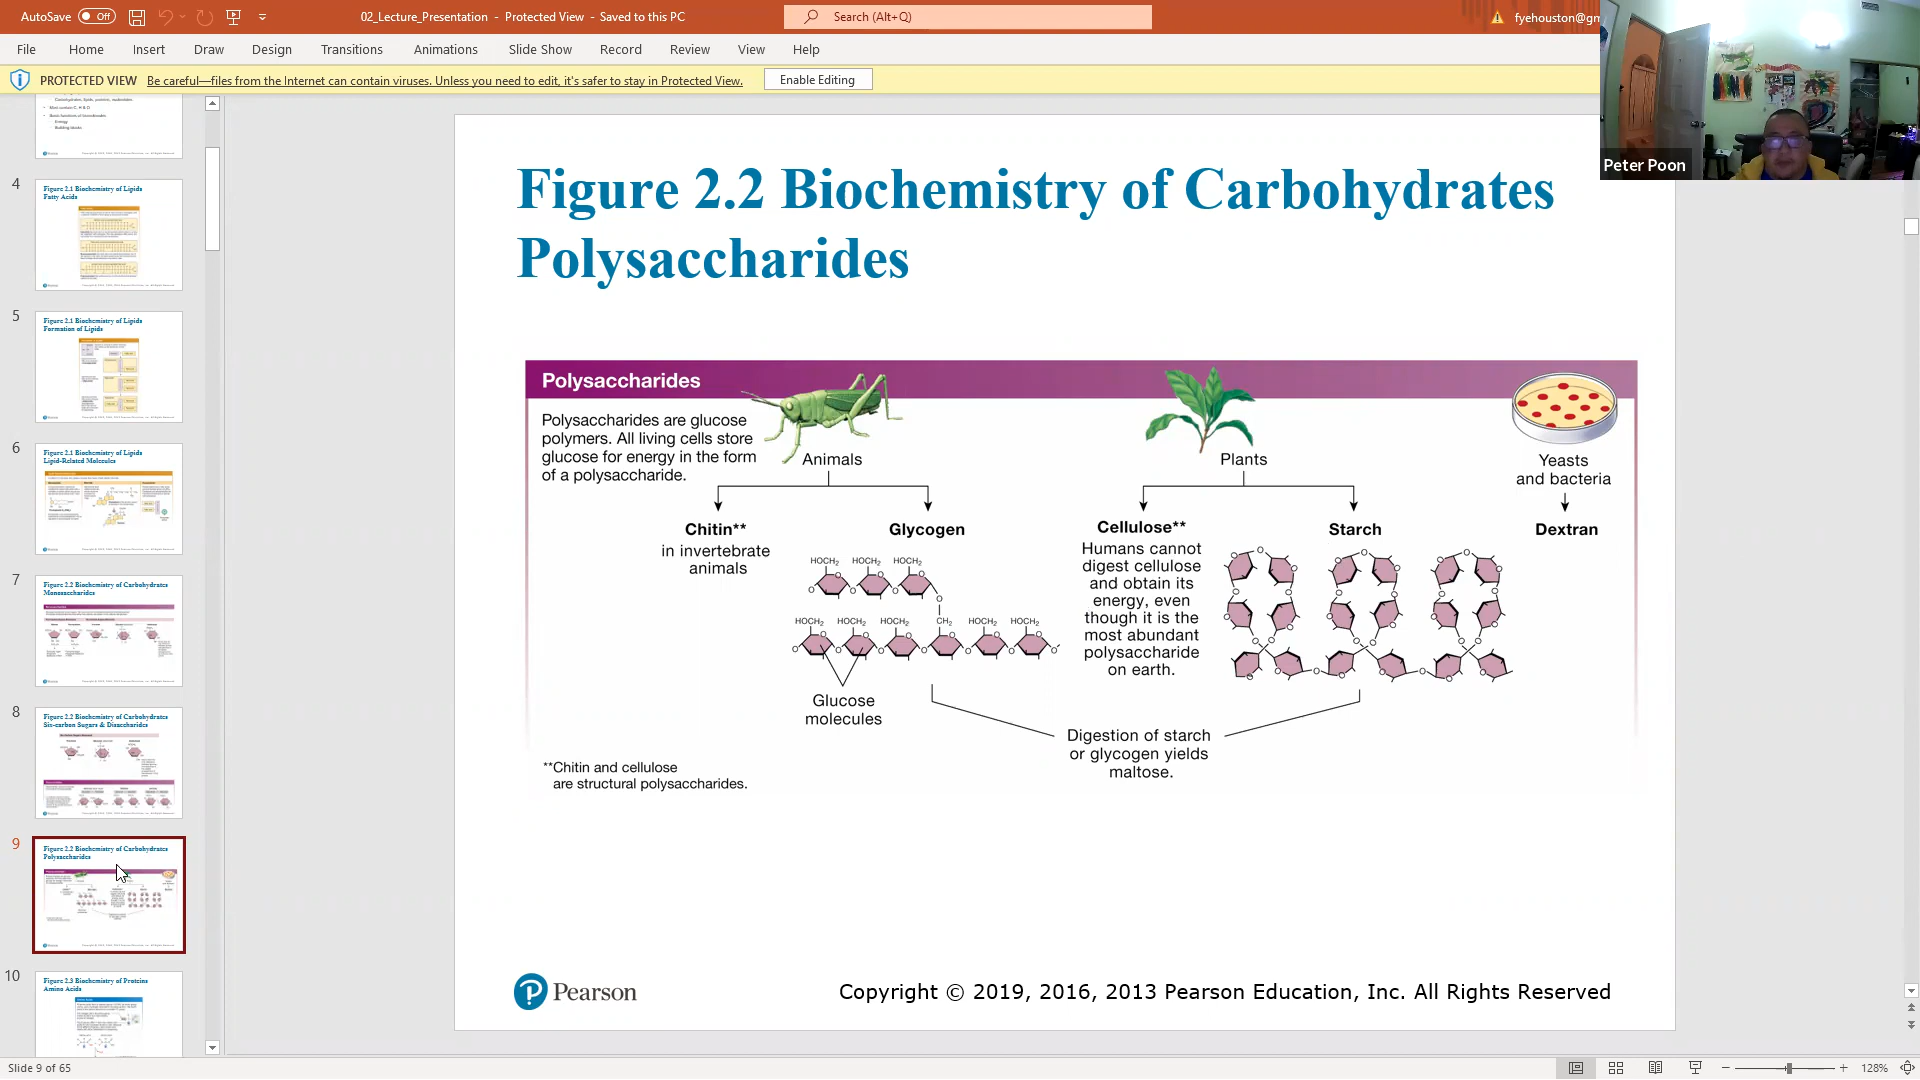 AutoSave Off
02_Lecture_Presentation - Protected View - Saved to this PC
Search (Alt+Q)
fyehouston@gm
File Home Insert Draw Design Transitions Animations Slide Show Record Review View Help
PROTECTED VIEW Be careful—files from the Internet can contain viruses. Unless you need to edit, it's safer to stay in Protected View. Enable Editing
Peter Poon
4
Figure 2.1 Biochemistry of Lipids
Fatty Acids
5
Figure 2.1 Biochemistry of Lipids
Formation of Lipids
6
Figure 2.1 Biochemistry of Lipids
Lipid-Related Molecules
7
Figure 2.2 Biochemistry of Carbohydrates
Monosaccharides
8
Figure 2.2 Biochemistry of Carbohydrates
Six-carbon Sugars & Disaccharides
9
Figure 2.2 Biochemistry of Carbohydrates
Polysaccharides
10
Figure 2.3 Biochemistry of Proteins
Amino Acids
Figure 2.2 Biochemistry of Carbohydrates
Polysaccharides
Polysaccharides
Polysaccharides are glucose
polymers. All living cells store
glucose for energy in the form
of a polysaccharide.
Animals
Plants
Yeasts
and bacteria
Chitin**
in invertebrate
animals
Glycogen
HOCH2 HOCH2 HOCH2
HOCH2 HOCH2 HOCH2 CH2 HOCH2 HOCH2
Glucose
molecules
Cellulose**
Humans cannot
digest cellulose
and obtain its
energy, even
though it is the
most abundant
polysaccharide
on earth.
Starch
Dextran
Digestion of starch
or glycogen yields
maltose.
**Chitin and cellulose
are structural polysaccharides.
Pearson
Copyright © 2019, 2016, 2013 Pearson Education, Inc. All Rights Reserved
Slide 9 of 65
128%